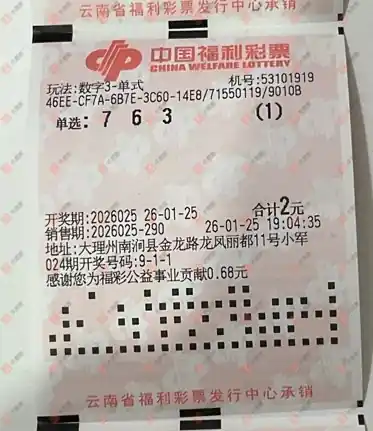 云南省福利彩票发行中心承销
中国福利彩票
CHINA WELFARE LOTTERY
玩法:数字3-单式 机号:53101919
46EE-CF7A-6B7E-3C60-14E8/71550119/9010B
单选: 7 6 3 (1)
开奖期:2026025 26-01-25 合计2元
销售期:2026025-290 26-01-25 19:04:35
地址:大理州南涧县金龙路龙凤丽都11号小军
024期开奖号码:9-1-1
感谢您为福彩公益事业贡献0.68元
云南省福利彩票发行中心承销